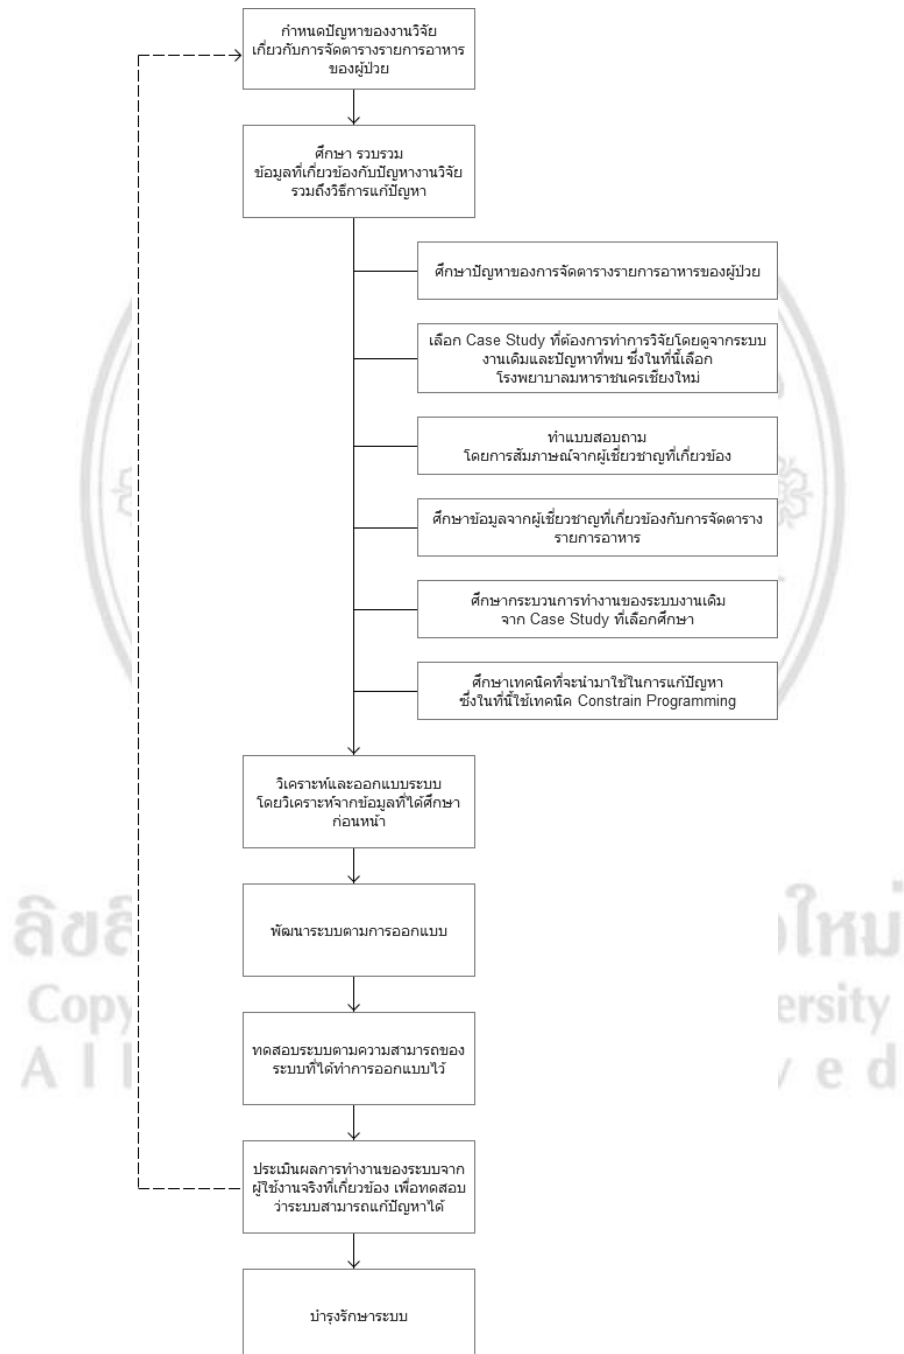 กำหนดปัญหาของงานวิจัย
เกี่ยวกับการจัดตารางรายการอาหาร
ของผู้ป่วย
ศึกษา รวบรวม
ข้อมูลที่เกี่ยวข้องกับปัญหางานวิจัย
รวมถึงวิธีการแก้ปัญหา
ศึกษาปัญหาของการจัดตารางรายการอาหารของผู้ป่วย
เลือก Case Study ที่ต้องการทำการวิจัยโดยดูจากระบบ
งานเดิมและปัญหาที่พบ ซึ่งในที่นี้เลือก
โรงพยาบาลมหาราชนครเชียงใหม่
ทำแบบสอบถาม
โดยการสัมภาษณ์จากผู้เชี่ยวชาญที่เกี่ยวข้อง
ศึกษาข้อมูลจากผู้เชี่ยวชาญที่เกี่ยวข้องกับการจัดตาราง
รายการอาหาร
ศึกษากระบวนการทำงานของระบบงานเดิม
จาก Case Study ที่เลือกศึกษา
ศึกษาเทคนิคที่จะนำมาใช้ในการแก้ปัญหา
ซึ่งในที่นี้ใช้เทคนิค Constrain Programming
วิเคราะห์และออกแบบระบบ
โดยวิเคราะห์จากข้อมูลที่ได้ศึกษา
ก่อนหน้า
พัฒนาระบบตามการออกแบบ
ทดสอบระบบตามความสามารถของ
ระบบที่ได้ทำการออกแบบไว้
ประเมินผลการทำงานของระบบจาก
ผู้ใช้งานจริงที่เกี่ยวข้อง เพื่อทดสอบ
ว่าระบบสามารถแก้ปัญหาได้
บำรุงรักษาระบบ